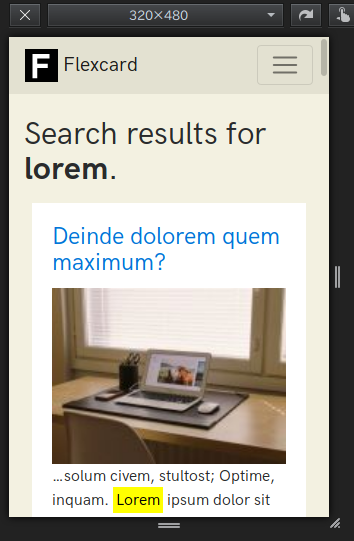 320×480
F Flexcard
Search results for
lorem.
Deinde dolorem quem
maximum?
…solum civem, stultost; Optime,
inquam. Lorem ipsum dolor sit